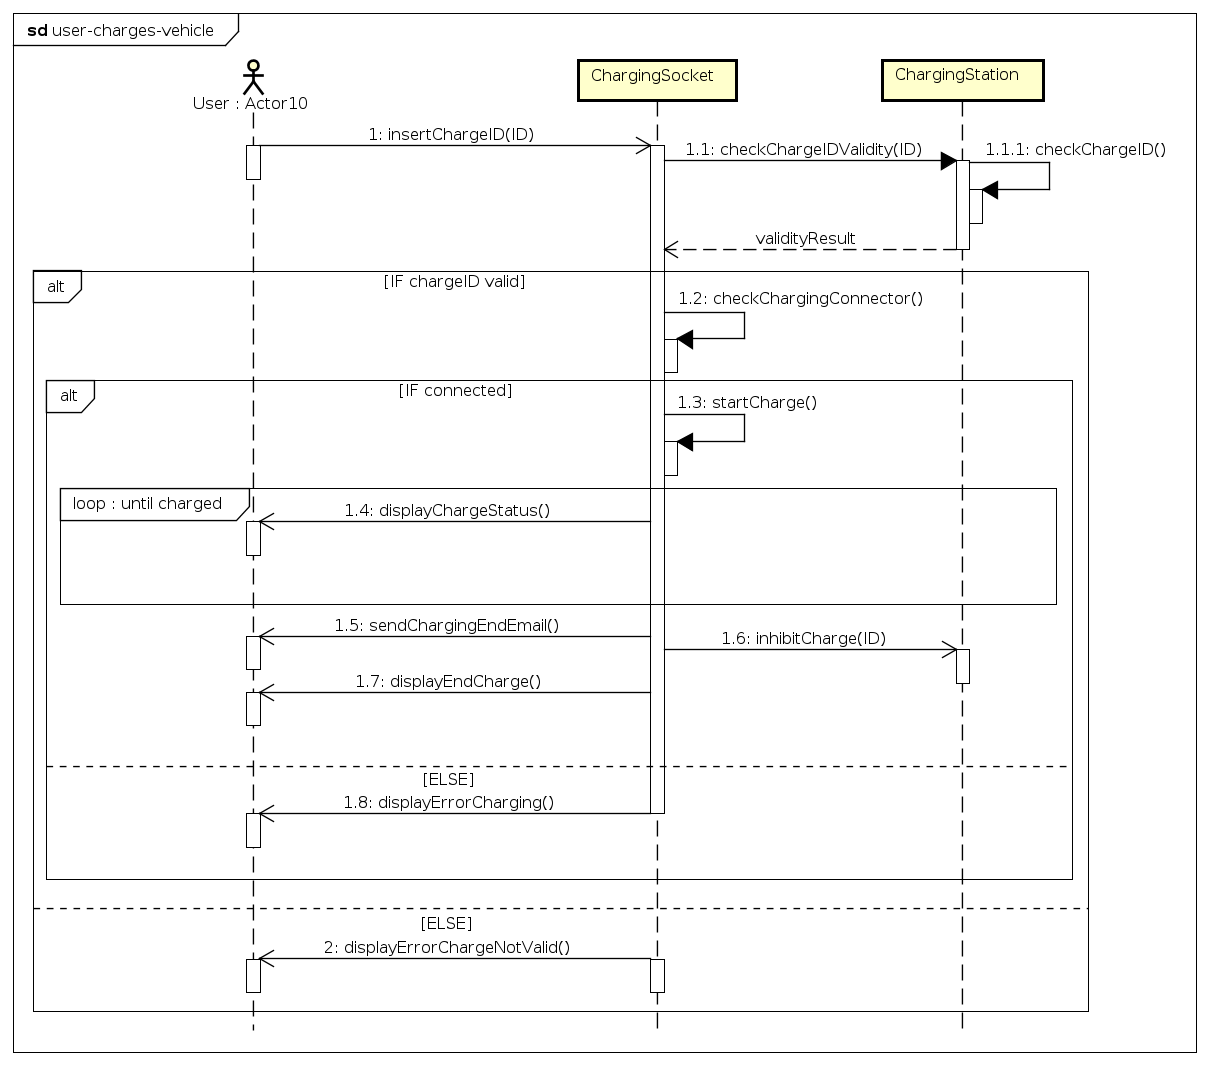 sd user-charges-vehicle
User : Actor10
ChargingSocket
ChargingStation
1: insertChargeID(ID)
1.1: checkChargeIDValidity(ID)
1.1.1: checkChargeID()
validityResult
alt
[IF chargeID valid]
1.2: checkChargingConnector()
alt
[IF connected]
1.3: startCharge()
loop : until charged
1.4: displayChargeStatus()
1.5: sendChargingEndEmail()
1.6: inhibitCharge(ID)
1.7: displayEndCharge()
[ELSE]
1.8: displayErrorCharging()
[ELSE]
2: displayErrorChargeNotValid()